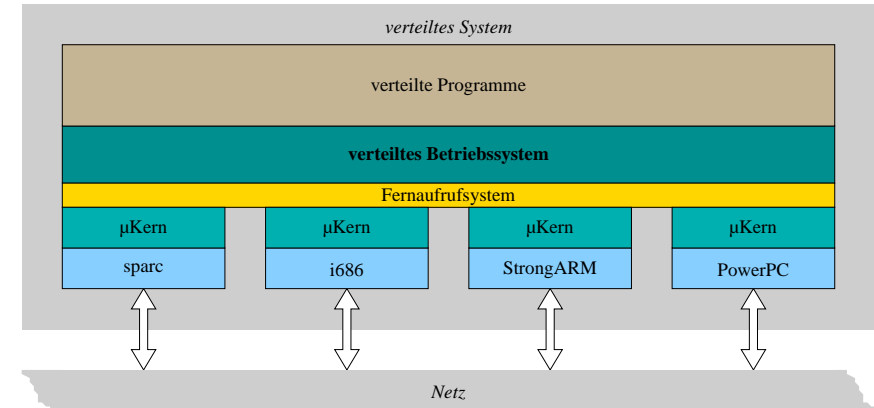 verteiltes System
verteilte Programme
verteiltes Betriebssystem
Fernaufrufsystem
µKern
µKern
µKern
µKern
sparc
i686
StrongARM
PowerPC
Netz